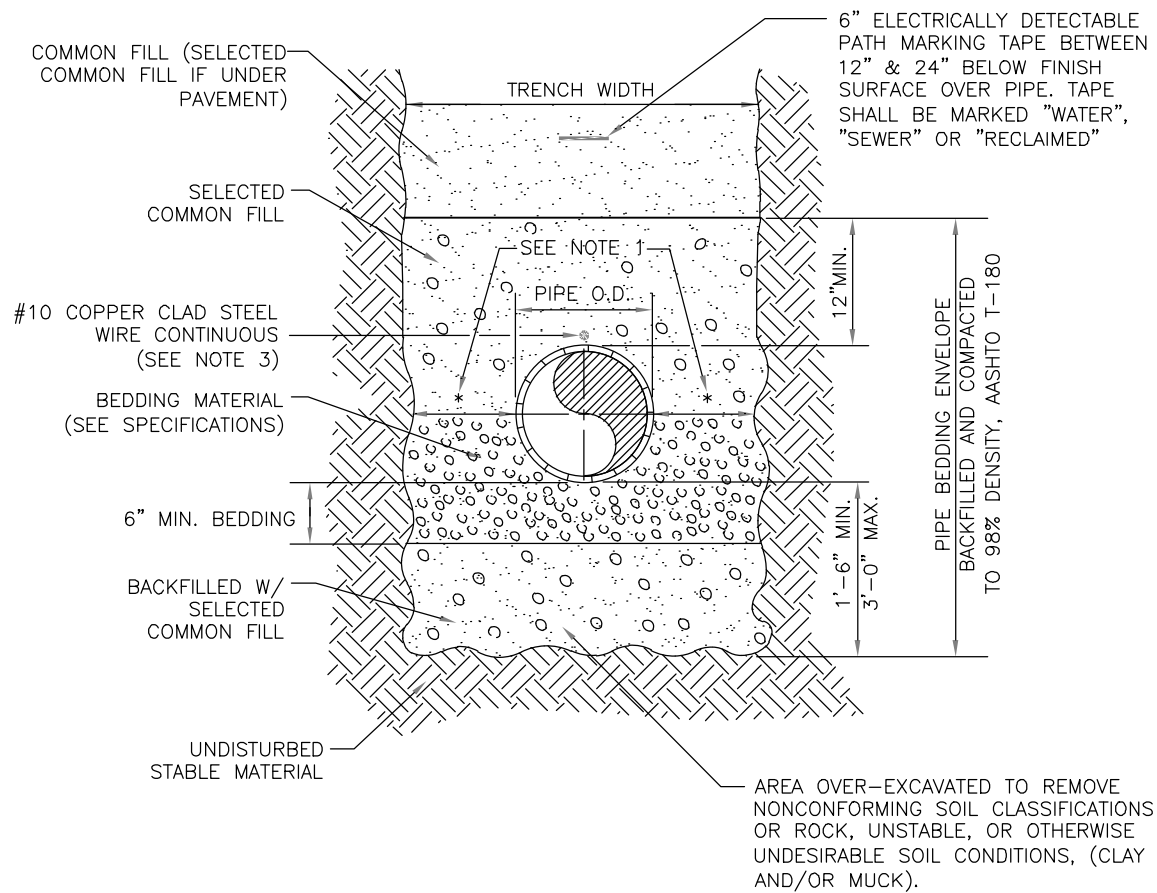 6" ELECTRICALLY DETECTABLE
PATH MARKING TAPE BETWEEN
12" & 24" BELOW FINISH
SURFACE OVER PIPE. TAPE
SHALL BE MARKED "WATER",
"SEWER" OR "RECLAIMED"
COMMON FILL (SELECTED
COMMON FILL IF UNDER
PAVEMENT)
TRENCH WIDTH
SELECTED
COMMON FILL
SEE NOTE 1
12"MIN.
PIPE O.D.
#10 COPPER CLAD STEEL
WIRE CONTINUOUS
(SEE NOTE 3)
*
*
BEDDING MATERIAL
(SEE SPECIFICATIONS)
6" MIN. BEDDING
1'-6" MIN.
3'-0" MAX.
PIPE BEDDING ENVELOPE
BACKFILLED AND COMPACTED
TO 98% DENSITY, AASHTO T-180
BACKFILLED W/
SELECTED
COMMON FILL
UNDISTURBED
STABLE MATERIAL
AREA OVER-EXCAVATED TO REMOVE
NONCONFORMING SOIL CLASSIFICATIONS
OR ROCK, UNSTABLE, OR OTHERWISE
UNDESIRABLE SOIL CONDITIONS, (CLAY
AND/OR MUCK).